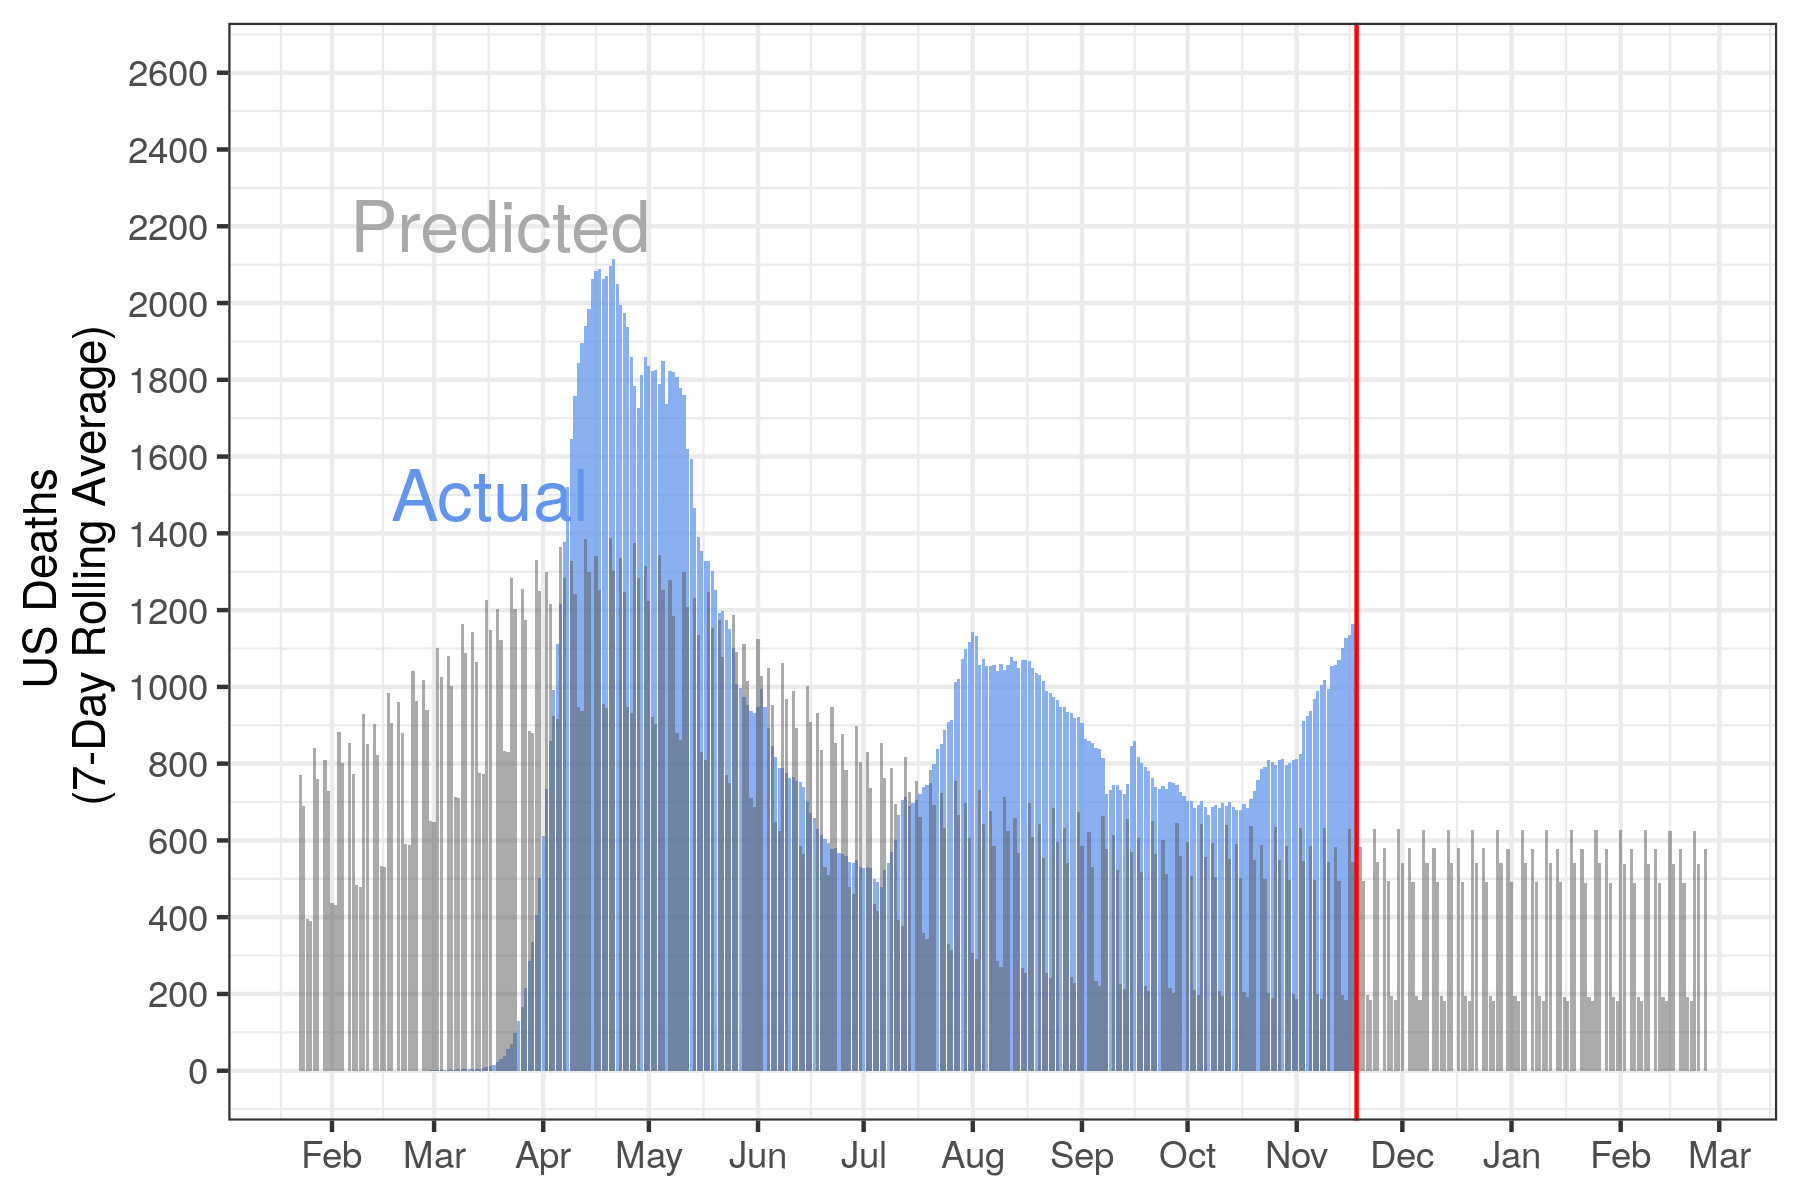 US Deaths
(7-Day Rolling Average)
2600
2400
2200
2000
1800
1600
1400
1200
1000
800
600
400
200
0
Predicted
Actual
Feb Mar Apr May Jun Jul Aug Sep Oct Nov Dec Jan Feb Mar